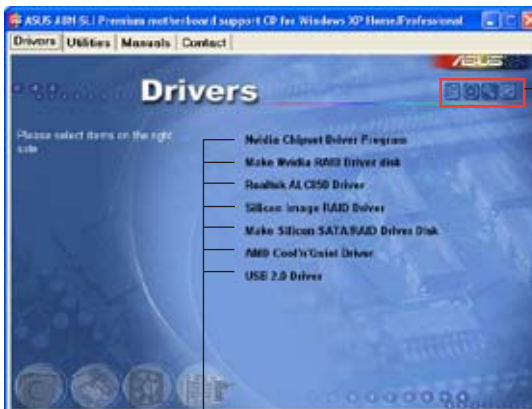 ASUS A8N-SLI Premium motherboard support CD for Windows XP Home/Professional
Drivers Utilities Manuals Contact
ASUS
Drivers
Please select items on the right
side
Nvidia Chipset Driver Program
Make Nvidia RAID Driver disk
Realtek ALC850 Driver
Silicon Image RAID Driver
Make Silicon SATA/RAID Driver Disk
AMD Cool'n'Quiet Driver
USB 2.0 Driver